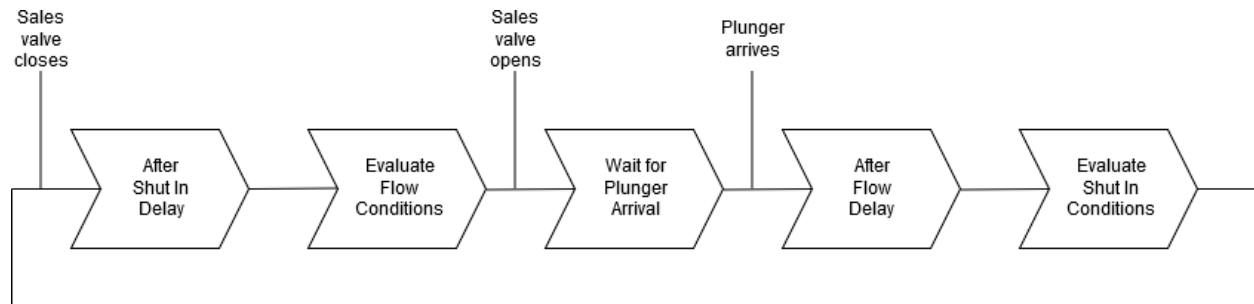 Sales
valve
closes
Sales
valve
opens
Plunger
arrives
After
Shut In
Delay
Evaluate
Flow
Conditions
Wait for
Plunger
Arrival
After
Flow
Delay
Evaluate
Shut In
Conditions